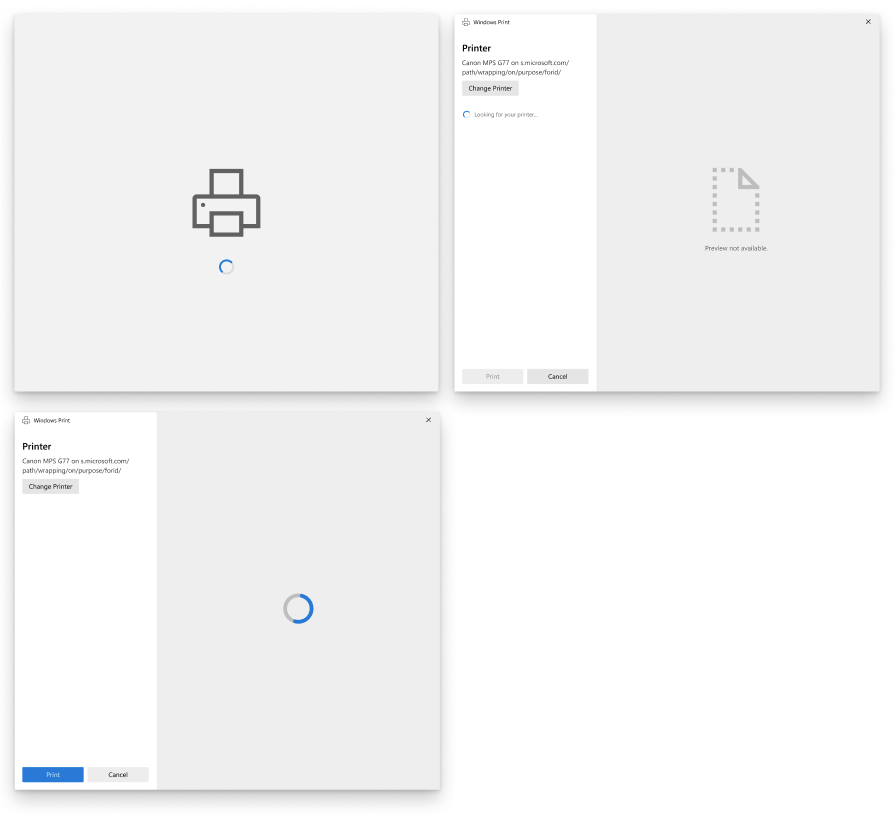 Windows Print
Printer
Canon MPS G77 on s.microsoft.com/
path/wrapping/on/purpose/forid/
Change Printer
Looking for your printer...
Preview not available.
Print
Cancel
Windows Print
Printer
Canon MPS G77 on s.microsoft.com/
path/wrapping/on/purpose/forid/
Change Printer
Print
Cancel